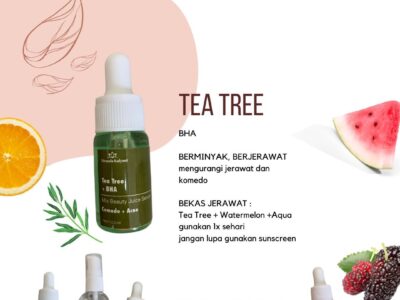 TEA TREE
BHA
BERMINYAK, BERJERAWAT
mengurangi jerawat dan
komedo
BEKAS JERAWAT :
Tea Tree + Watermelon +Aqua
gunakan 1x sehari
jangan lupa gunakan sunscreen
Tea Tree
+ BHA
Mix Beauty Juice Serum
Comedo + Acne